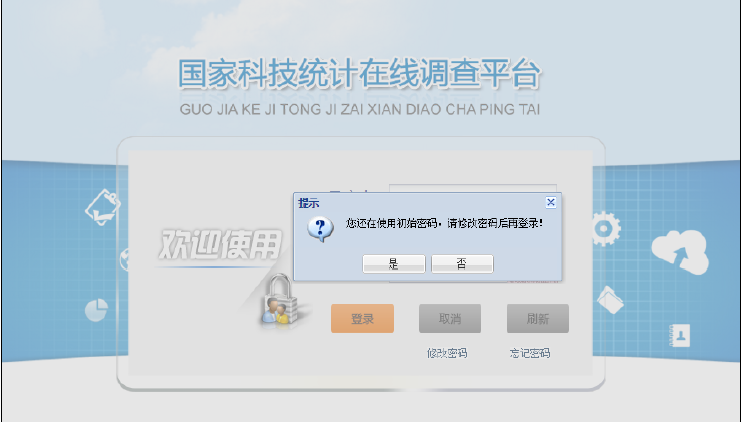 国家科技统计在线调查平台
GUO JIA KE JI TONG JI ZAI XIAN DIAO CHA PING TAI
提示
您还在使用初始密码，请修改密码后再登录！
是 否
欢迎使用
登录 取消 刷新
修改密码 忘记密码